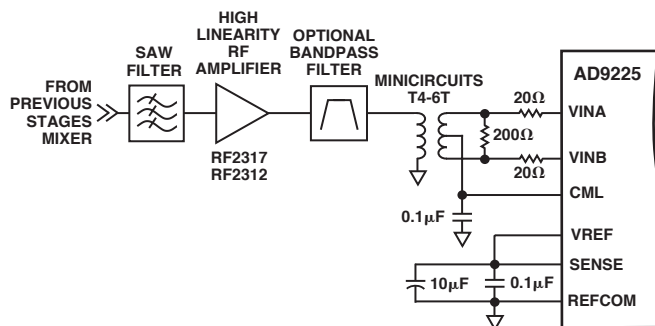 FROM
PREVIOUS
STAGES
MIXER
SAW
FILTER
HIGH
LINEARITY
RF
AMPLIFIER
RF2317
RF2312
OPTIONAL
BANDPASS
FILTER
MINICIRCUITS
T4-6T
20Ω
200Ω
20Ω
0.1μF
10μF
0.1μF
AD9225
VINA
VINB
CML
VREF
SENSE
REFCOM